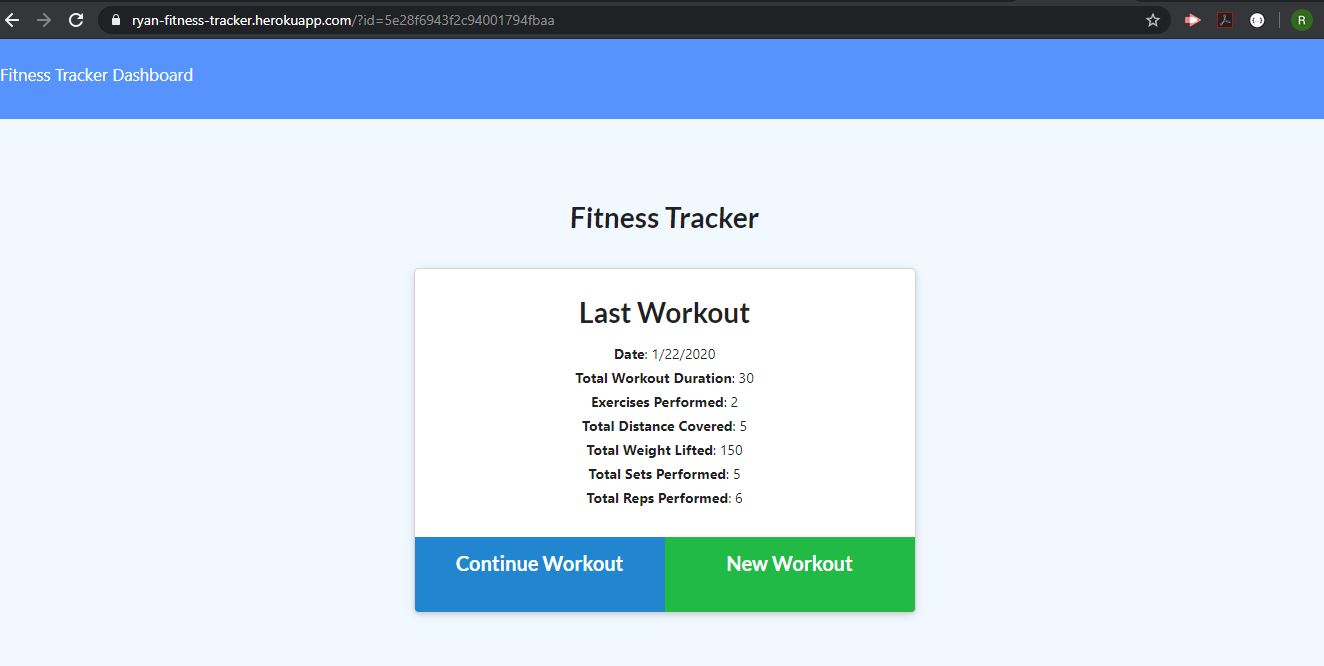 ryan-fitness-tracker.herokuapp.com/?id=5e28f6943f2c94001794fbaa
R
Fitness Tracker Dashboard
Fitness Tracker
Last Workout
Date: 1/22/2020
Total Workout Duration: 30
Exercises Performed: 2
Total Distance Covered: 5
Total Weight Lifted: 150
Total Sets Performed: 5
Total Reps Performed: 6
Continue Workout
New Workout